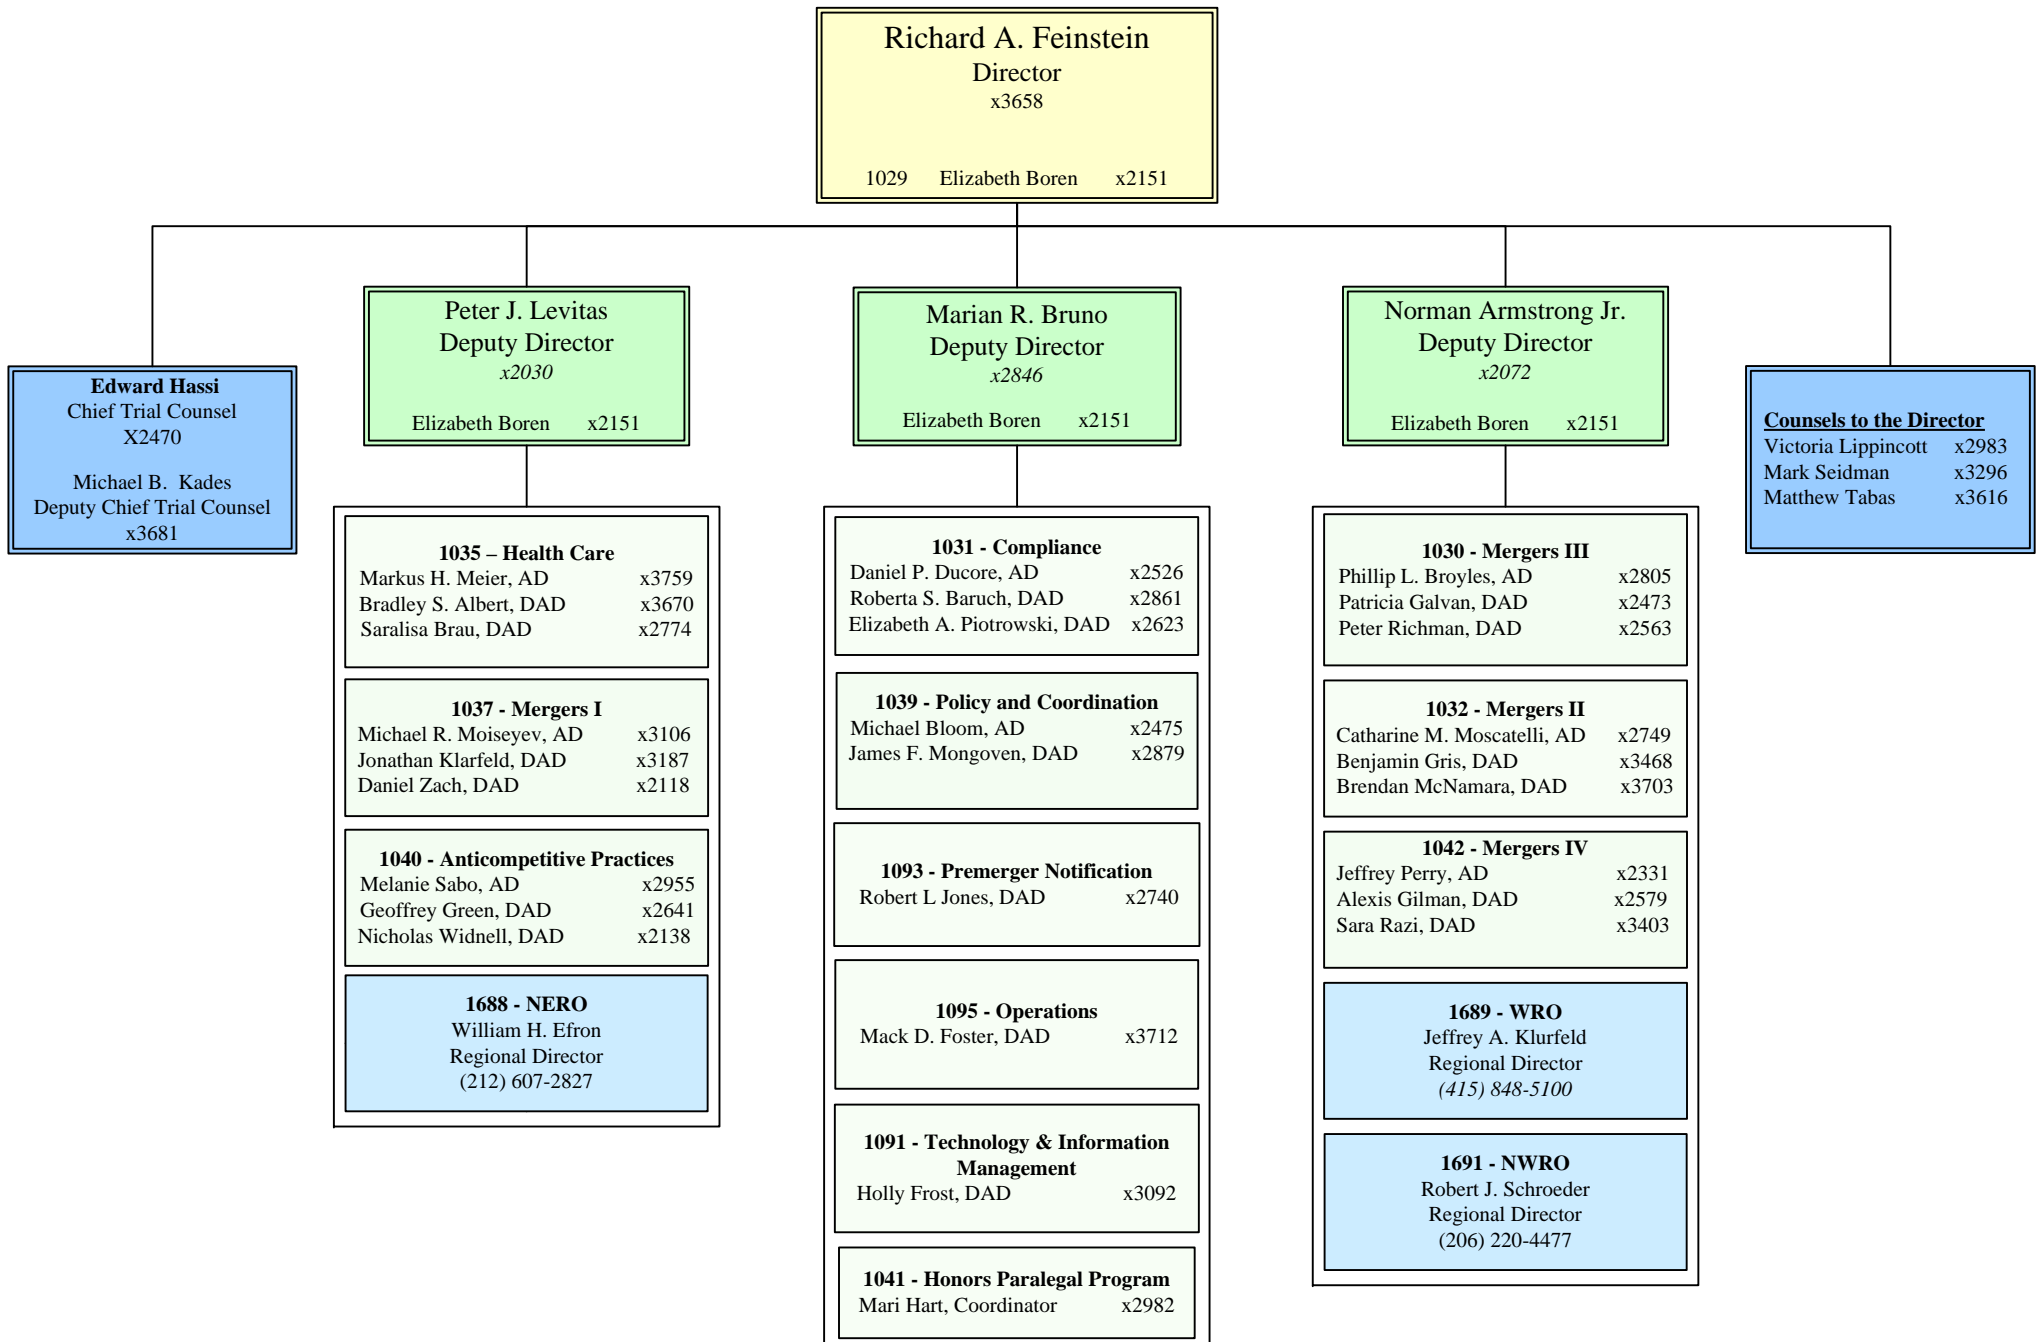 Richard A. Feinstein
Director
x3658
1029 Elizabeth Boren x2151
Edward Hassi
Chief Trial Counsel
X2470
Michael B. Kades
Deputy Chief Trial Counsel
x3681
Peter J. Levitas
Deputy Director
x2030
Elizabeth Boren x2151
Marian R. Bruno
Deputy Director
x2846
Elizabeth Boren x2151
Norman Armstrong Jr.
Deputy Director
x2072
Elizabeth Boren x2151
Counsels to the Director
Victoria Lippincott x2983
Mark Seidman x3296
Matthew Tabas x3616
1035 – Health Care
Markus H. Meier, AD x3759
Bradley S. Albert, DAD x3670
Saralisa Brau, DAD x2774
1037 - Mergers I
Michael R. Moiseyev, AD x3106
Jonathan Klarfeld, DAD x3187
Daniel Zach, DAD x2118
1040 - Anticompetitive Practices
Melanie Sabo, AD x2955
Geoffrey Green, DAD x2641
Nicholas Widnell, DAD x2138
1688 - NERO
William H. Efron
Regional Director
(212) 607-2827
1031 - Compliance
Daniel P. Ducore, AD x2526
Roberta S. Baruch, DAD x2861
Elizabeth A. Piotrowski, DAD x2623
1039 - Policy and Coordination
Michael Bloom, AD x2475
James F. Mongoven, DAD x2879
1093 - Premerger Notification
Robert L Jones, DAD x2740
1095 - Operations
Mack D. Foster, DAD x3712
1091 - Technology & Information
Management
Holly Frost, DAD x3092
1041 - Honors Paralegal Program
Mari Hart, Coordinator x2982
1030 - Mergers III
Phillip L. Broyles, AD x2805
Patricia Galvan, DAD x2473
Peter Richman, DAD x2563
1032 - Mergers II
Catharine M. Moscatelli, AD x2749
Benjamin Gris, DAD x3468
Brendan McNamara, DAD x3703
1042 - Mergers IV
Jeffrey Perry, AD x2331
Alexis Gilman, DAD x2579
Sara Razi, DAD x3403
1689 - WRO
Jeffrey A. Klurfeld
Regional Director
(415) 848-5100
1691 - NWRO
Robert J. Schroeder
Regional Director
(206) 220-4477